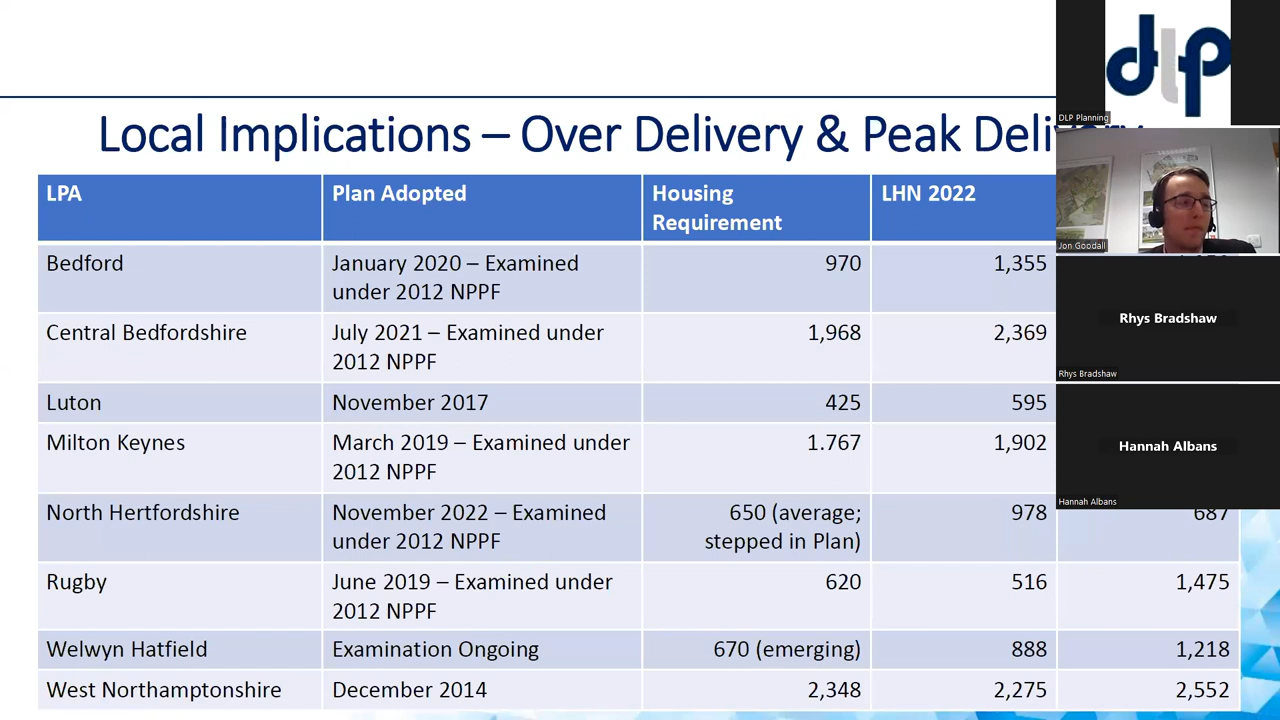 dlp
DLP Planning
Local Implications – Over Delivery & Peak Delivery
LPA Plan Adopted Housing LHN 2022
Requirement
Jon Goodall
Bedford January 2020 – Examined 970 1,355
under 2012 NPPF
Central Bedfordshire July 2021 – Examined under 1,968 2,369
2012 NPPF
Rhys Bradshaw
Rhys Bradshaw
Luton November 2017 425 595
Milton Keynes March 2019 – Examined under 1.767 1,902
2012 NPPF
Hannah Albans
Hannah Albans
North Hertfordshire November 2022 – Examined 650 (average; 978 687
under 2012 NPPF stepped in Plan)
Rugby June 2019 – Examined under 620 516 1,475
2012 NPPF
Welwyn Hatfield Examination Ongoing 670 (emerging) 888 1,218
West Northamptonshire December 2014 2,348 2,275 2,552